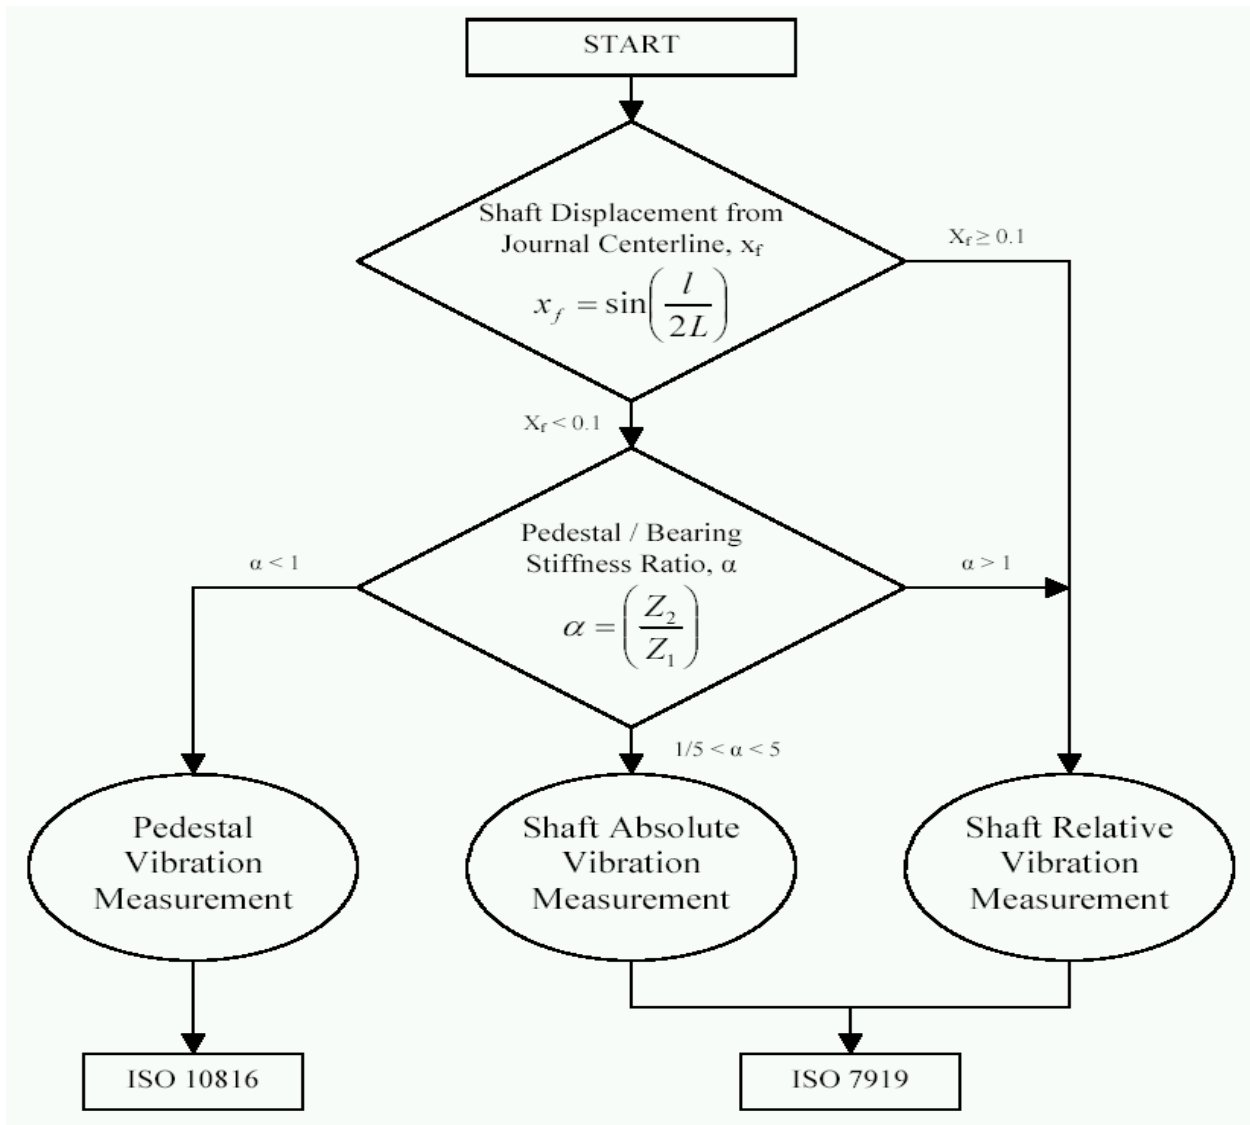 START
Shaft Displacement from
Journal Centerline, xf
x f = sin(l/2L)
Xf ≥ 0.1
Xf < 0.1
Pedestal / Bearing
Stiffness Ratio, α
α = (Z2/Z1)
α < 1
α > 1
1/5 < α < 5
Pedestal
Vibration
Measurement
Shaft Absolute
Vibration
Measurement
Shaft Relative
Vibration
Measurement
ISO 10816
ISO 7919